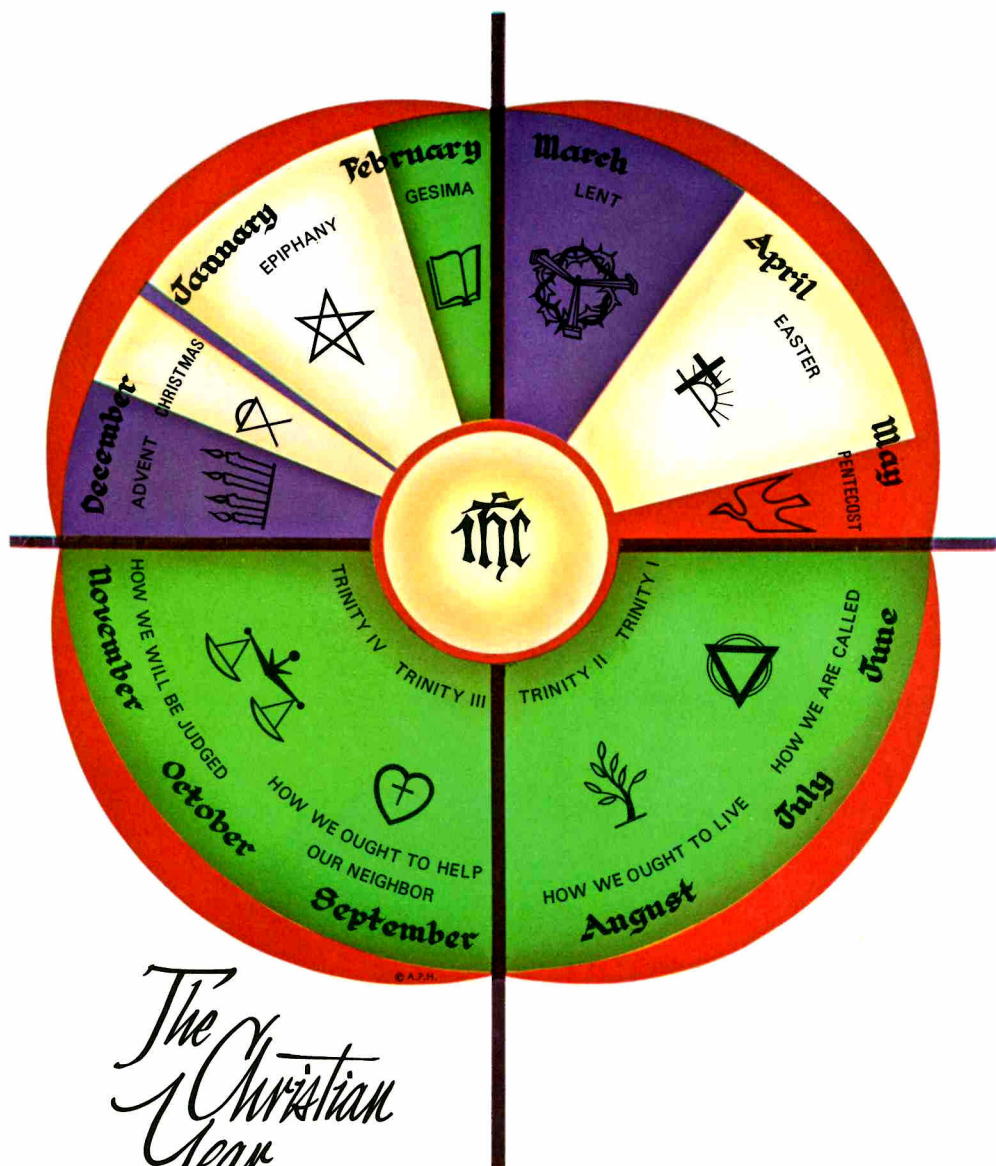 February
GESIMA
March
LENT
April
EASTER
May
PENTECOST
January
EPIPHANY
CHRISTMAS
December
ADVENT
ihc
November
HOW WE WILL BE JUDGED
TRINITY IV
TRINITY III
TRINITY II
TRINITY I
June
HOW WE ARE CALLED
July
HOW WE OUGHT TO LIVE
August
October
HOW WE OUGHT TO HELP
OUR NEIGHBOR
September
© A.P.H.
The
Christian
Year